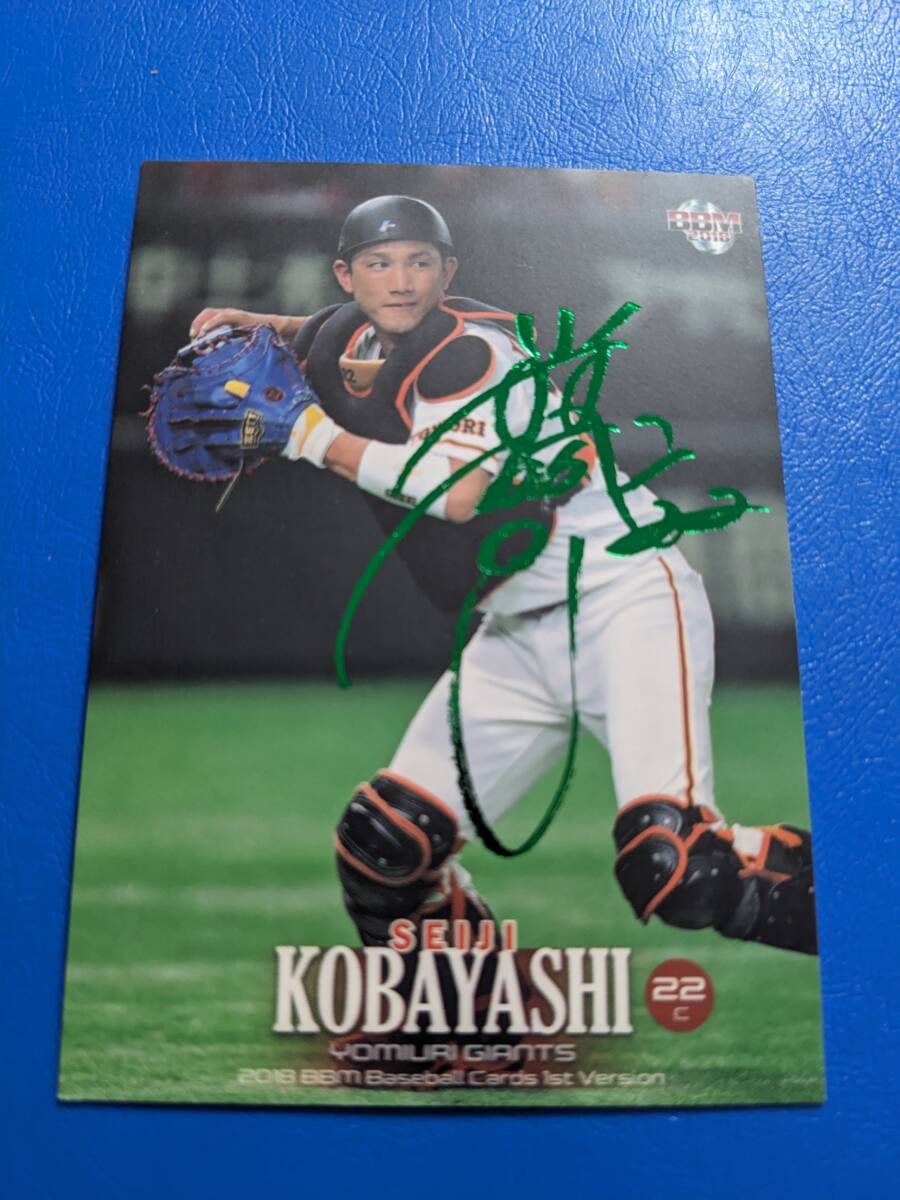 BBM
2018
SEIJI
KOBAYASHI
22
C
YOMIURI GIANTS
2018 BBM Baseball Cards 1st Version